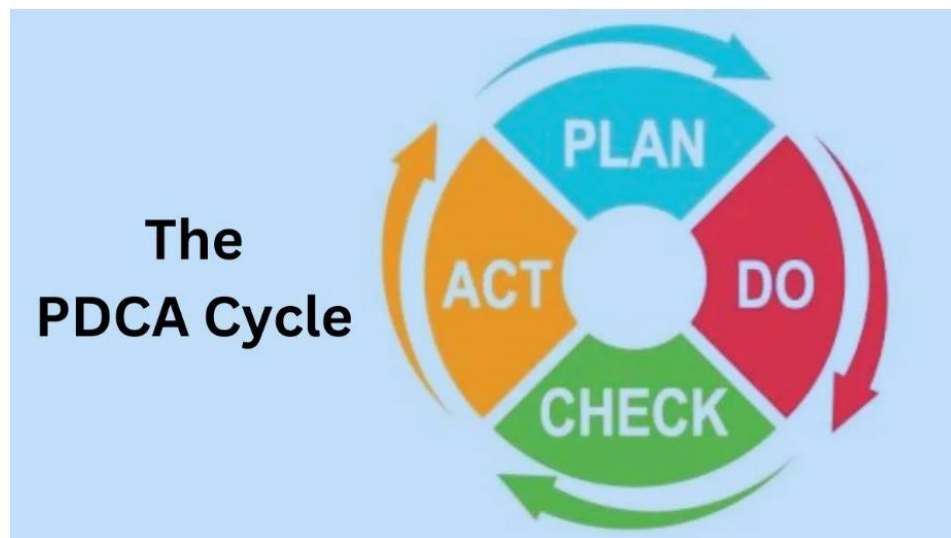 The
PDCA Cycle
PLAN
DO
CHECK
ACT